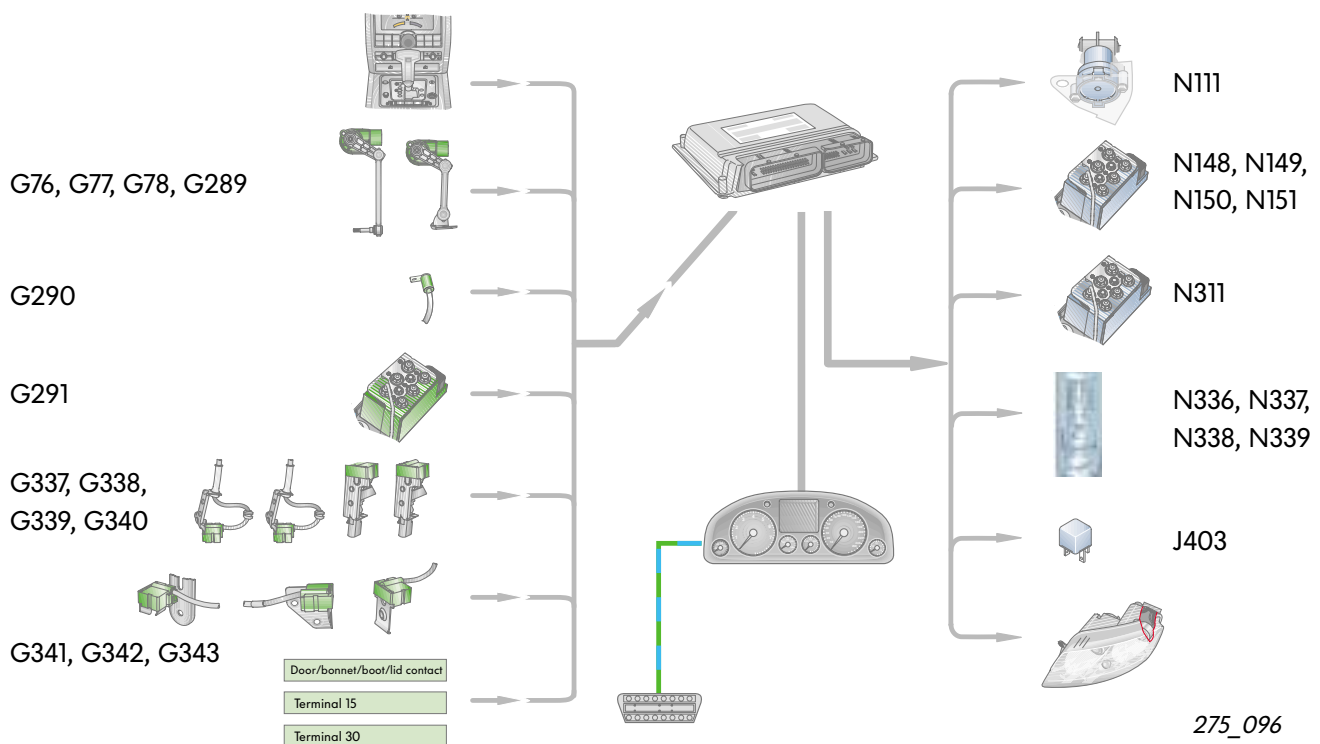 G76, G77, G78, G289
G290
G291
G337, G338,
G339, G340
G341, G342, G343
Door/bonnet/boot/lid contact
Terminal 15
Terminal 30
N111
N148, N149,
N150, N151
N311
N336, N337,
N338, N339
J403
275_096